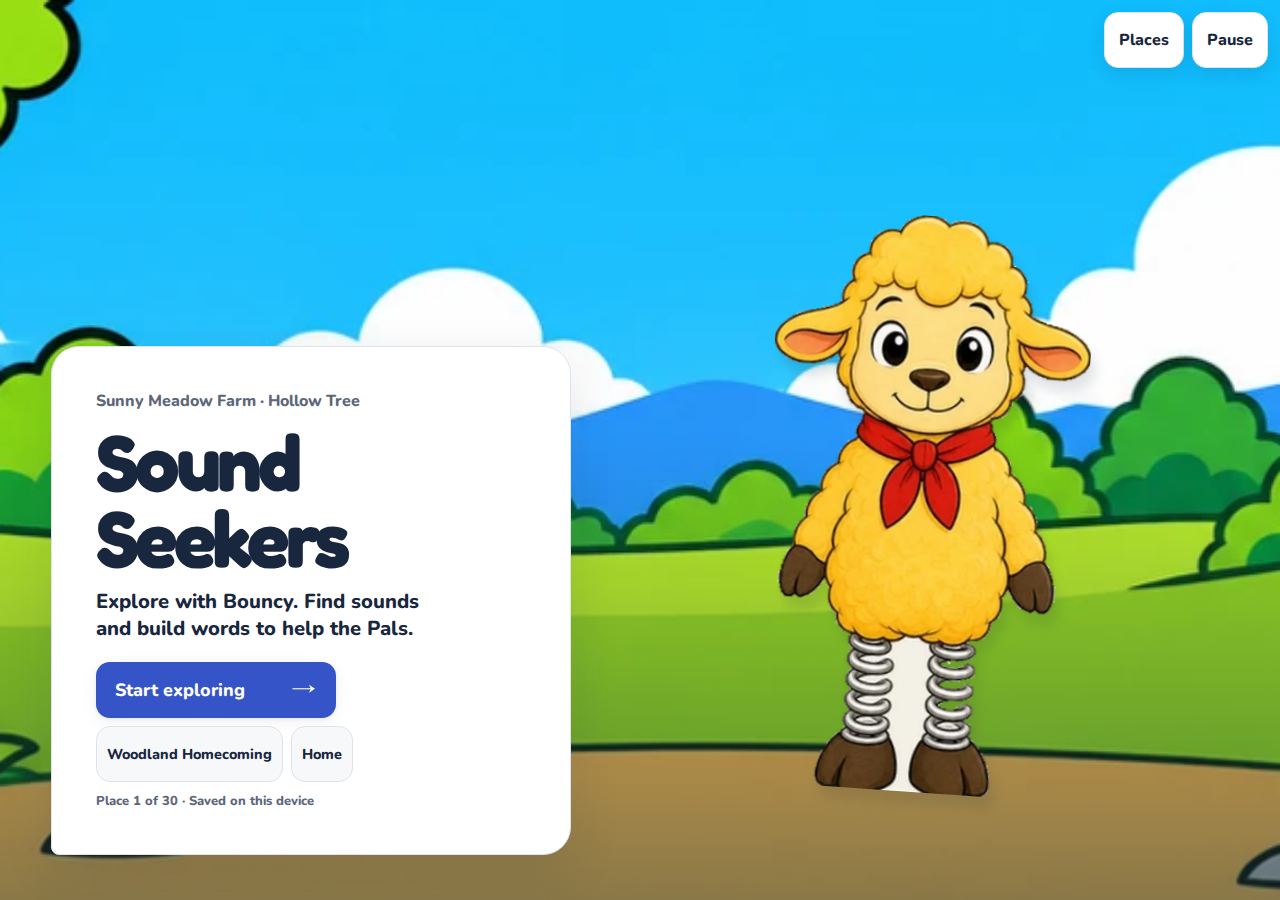 Places
Pause
Sunny Meadow Farm · Hollow Tree
Sound
Seekers
Explore with Bouncy. Find sounds
and build words to help the Pals.
Start exploring →
Woodland Homecoming
Home
Place 1 of 30 · Saved on this device